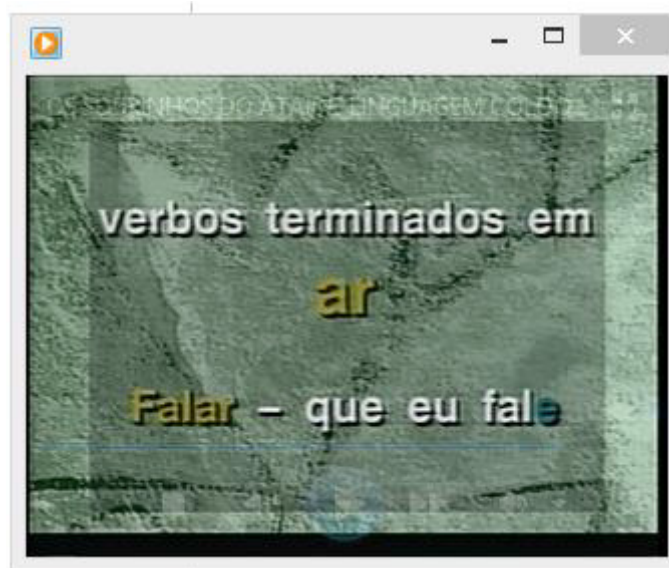 verbos terminados em
ar
Falar – que eu fale